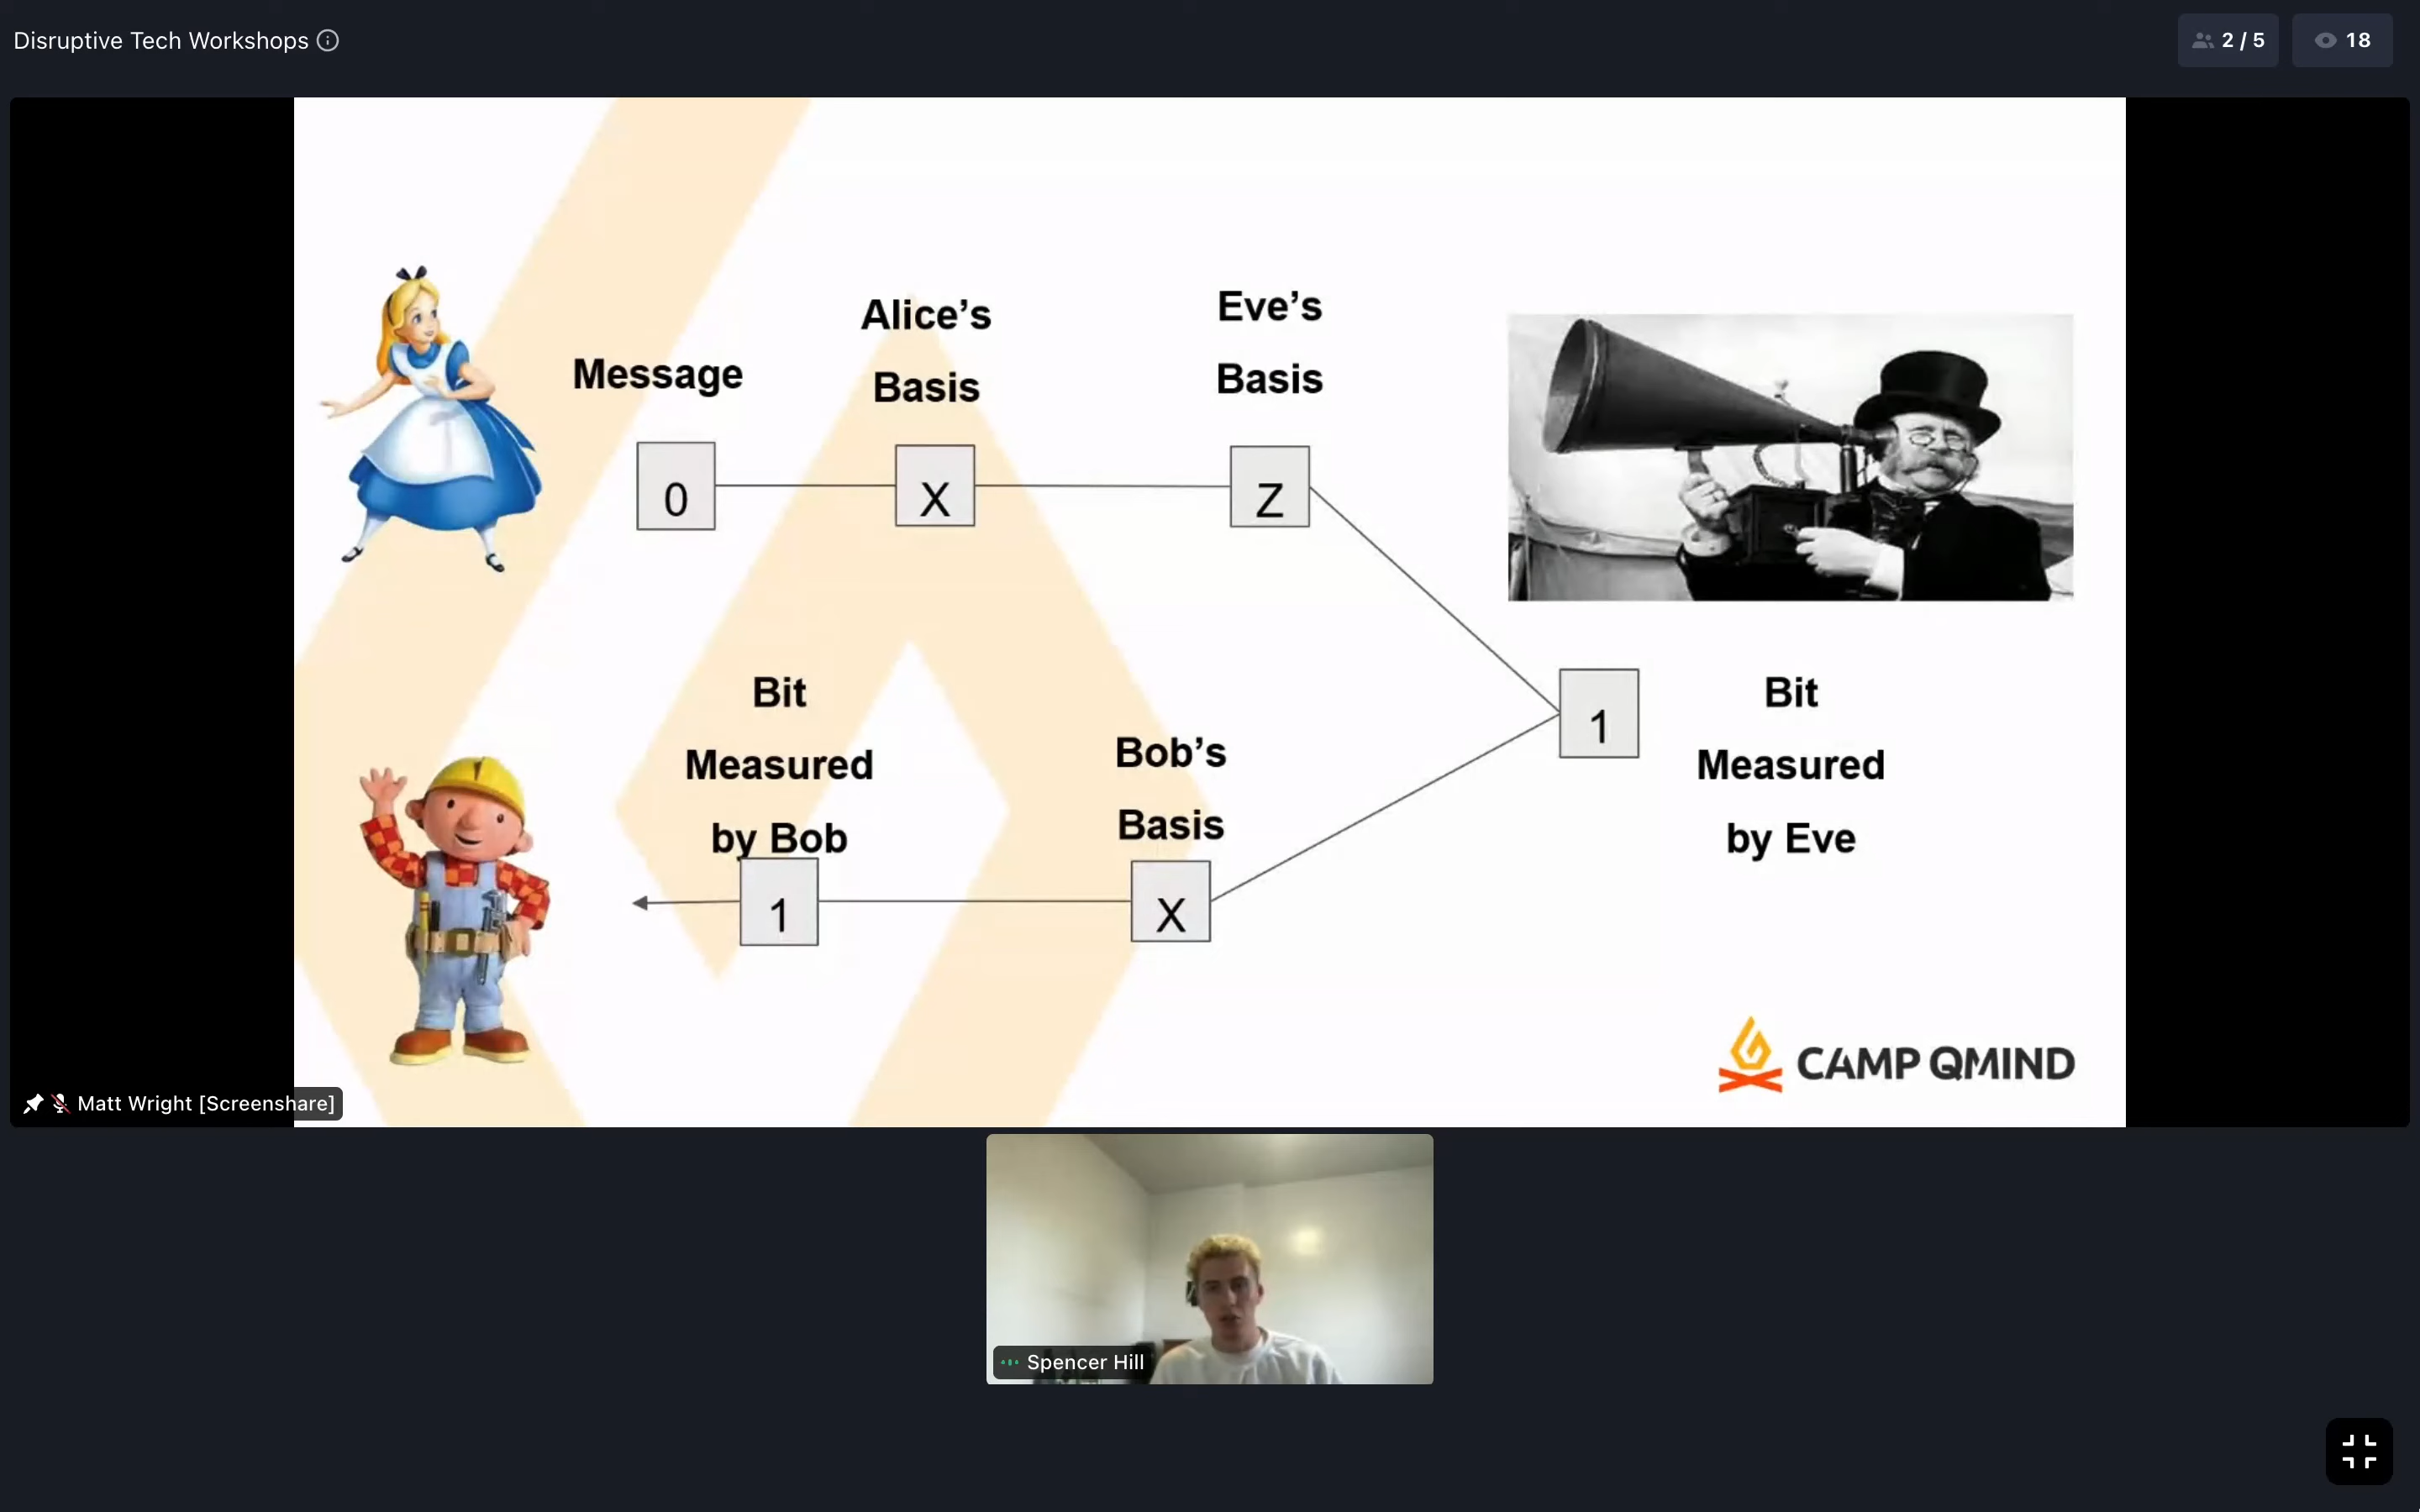 Disruptive Tech Workshops
2 / 5
18
Alice's
Basis
Eve's
Basis
Message
0
X
Z
Bit
Measured
by Bob
Bob's
Basis
1
Bit
Measured
by Eve
1
X
CAMP QMIND
Matt Wright [Screenshare]
Spencer Hill